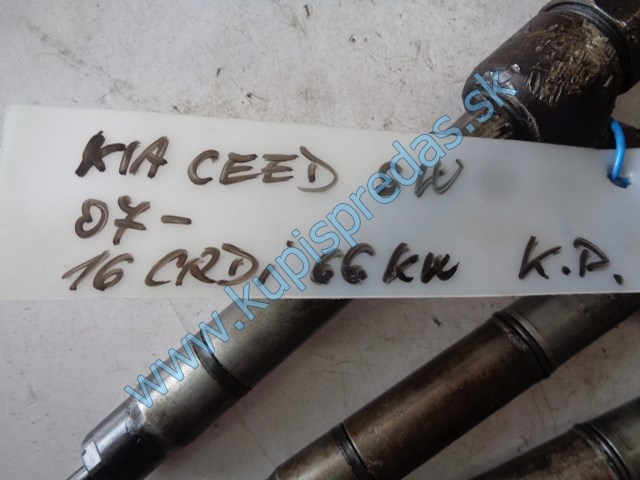 KIA CEED SW
07-
16 CRDi 66 KW K.P.
www.kupispredas.sk